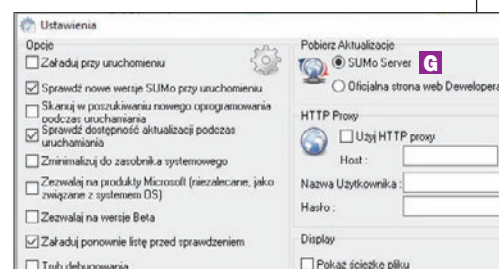 Ustawienia
Opcje
Załaduj przy uruchomieniu
Sprawdź nowe wersje SUMo przy uruchomieniu
Skanuj w poszukiwaniu nowego oprogramowania
podczas uruchamiania
Sprawdź dostępność aktualizacji podczas
uruchamiania
Zminimalizuj do zasobnika systemowego
Zezwalaj na produkty Microsoft (niezalecane, jako
związane z systemem OS)
Zezwalaj na wersje Beta
Załaduj ponownie listę przed sprawdzeniem
Tryb debugowania
Pobierz Aktualizacje
SUMo Server G
Oficjalna strona web Dewelopera
HTTP Proxy
Użyj HTTP proxy
Host :
Nazwa Użytkownika :
Hasło :
Display
Pokaż ścieżkę pliku